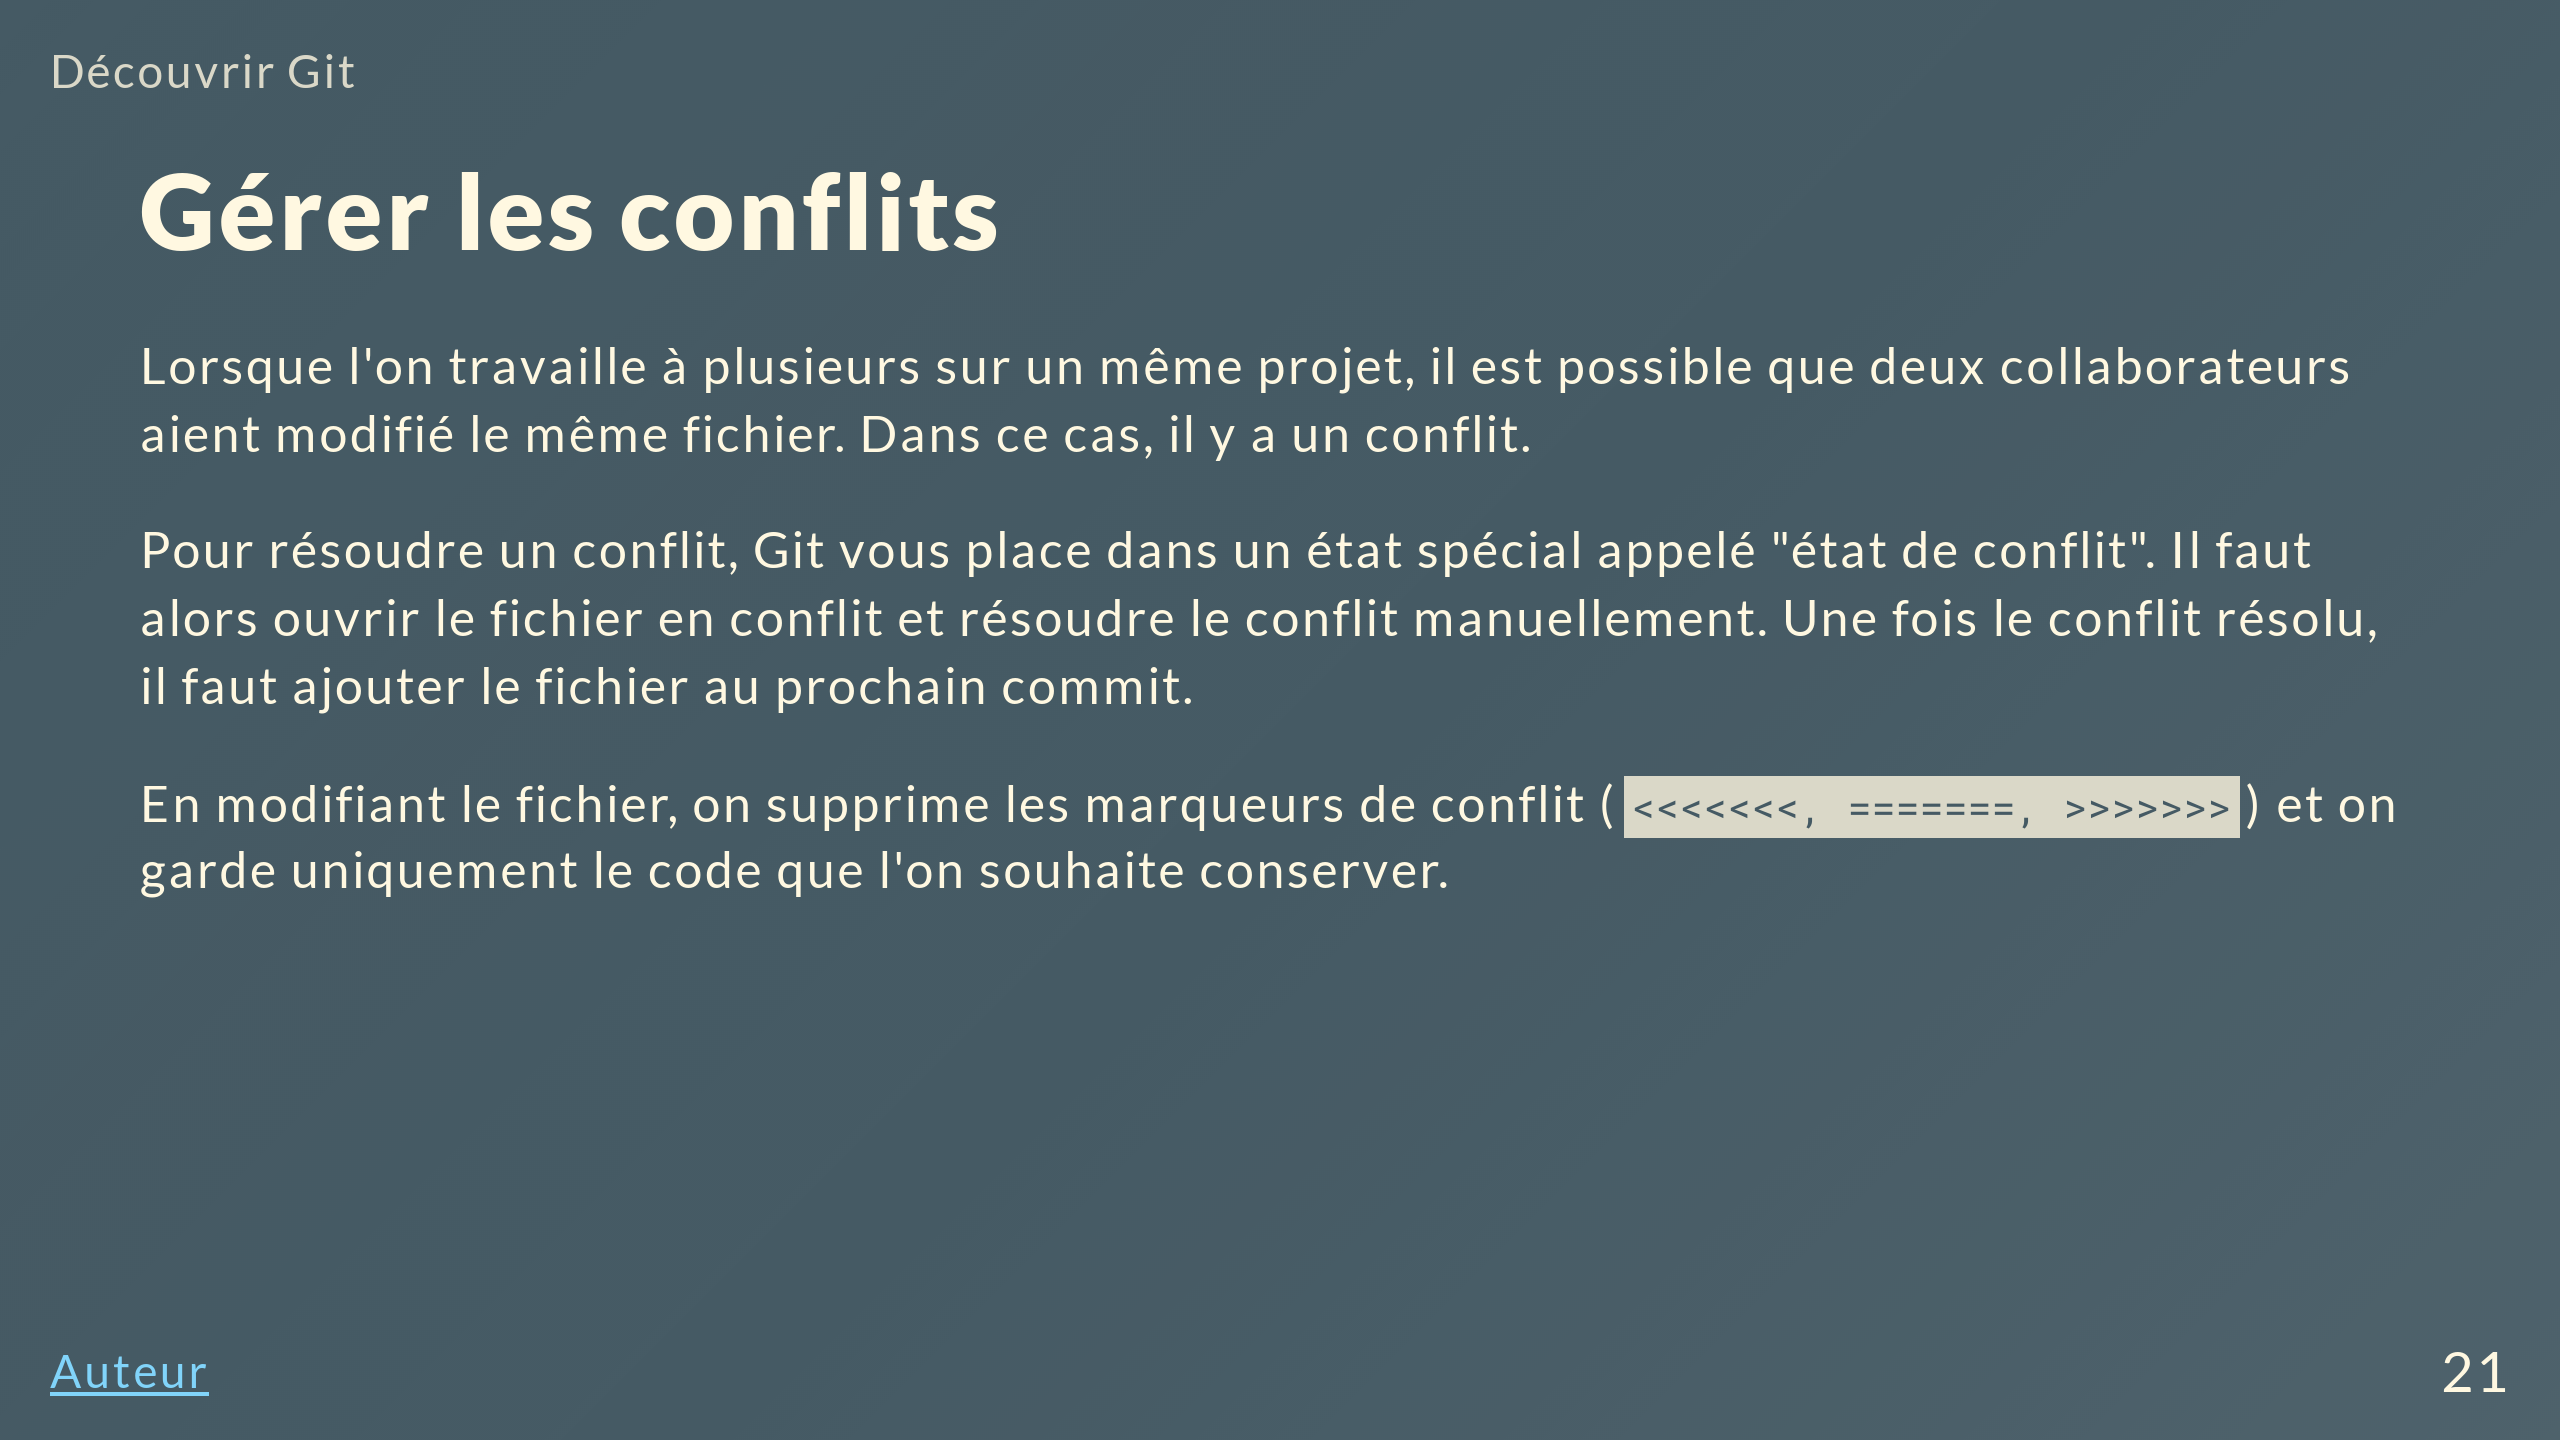 Découvrir Git
Gérer les conflits
Lorsque l'on travaille à plusieurs sur un même projet, il est possible que deux collaborateurs
aient modifié le même fichier. Dans ce cas, il y a un conflit.
Pour résoudre un conflit, Git vous place dans un état spécial appelé "état de conflit". Il faut
alors ouvrir le fichier en conflit et résoudre le conflit manuellement. Une fois le conflit résolu,
il faut ajouter le fichier au prochain commit.
En modifiant le fichier, on supprime les marqueurs de conflit ( <<<<<<<, =======, >>>>>>> ) et on
garde uniquement le code que l'on souhaite conserver.
Auteur
21